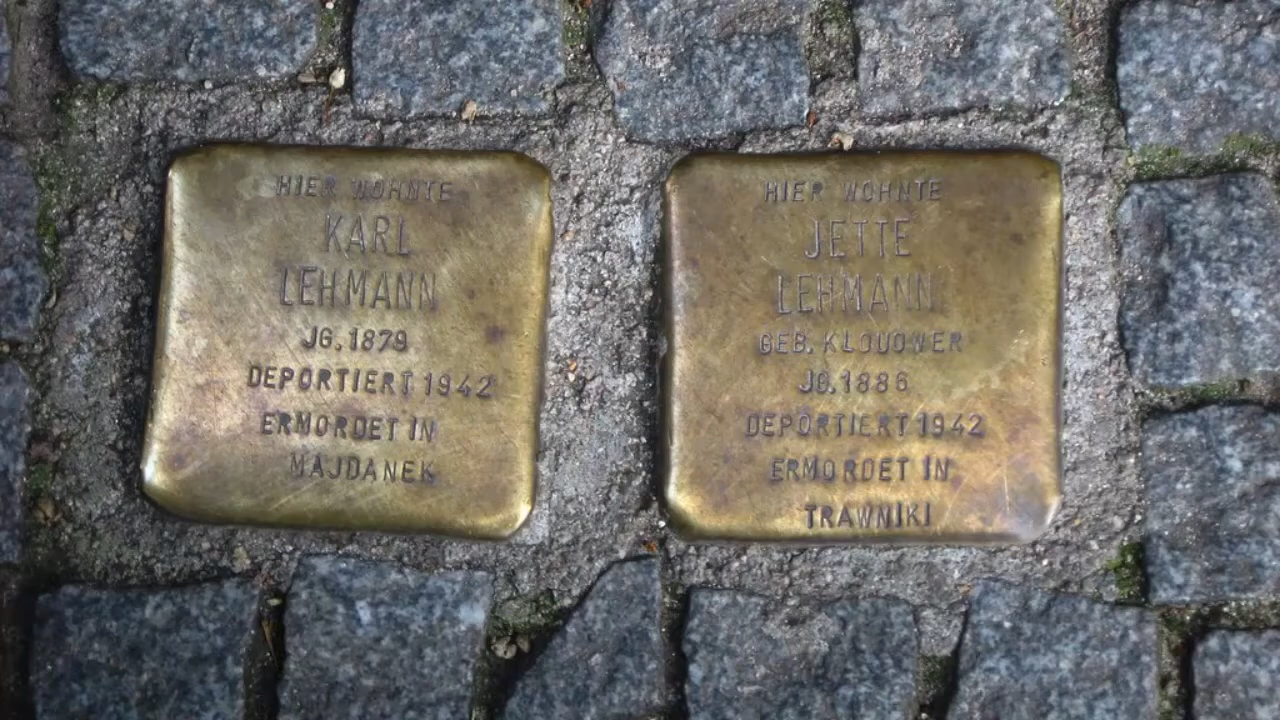 HIER WOHNTE
KARL
LEHMANN
JG. 1879
DEPORTIERT 1942
ERMORDET IN
MAJDANEK
HIER WOHNTE
JETTE
LEHMANN
GEB. KLOUOWER
JG. 1886
DEPORTIERT 1942
ERMORDET IN
TRAWNIKI